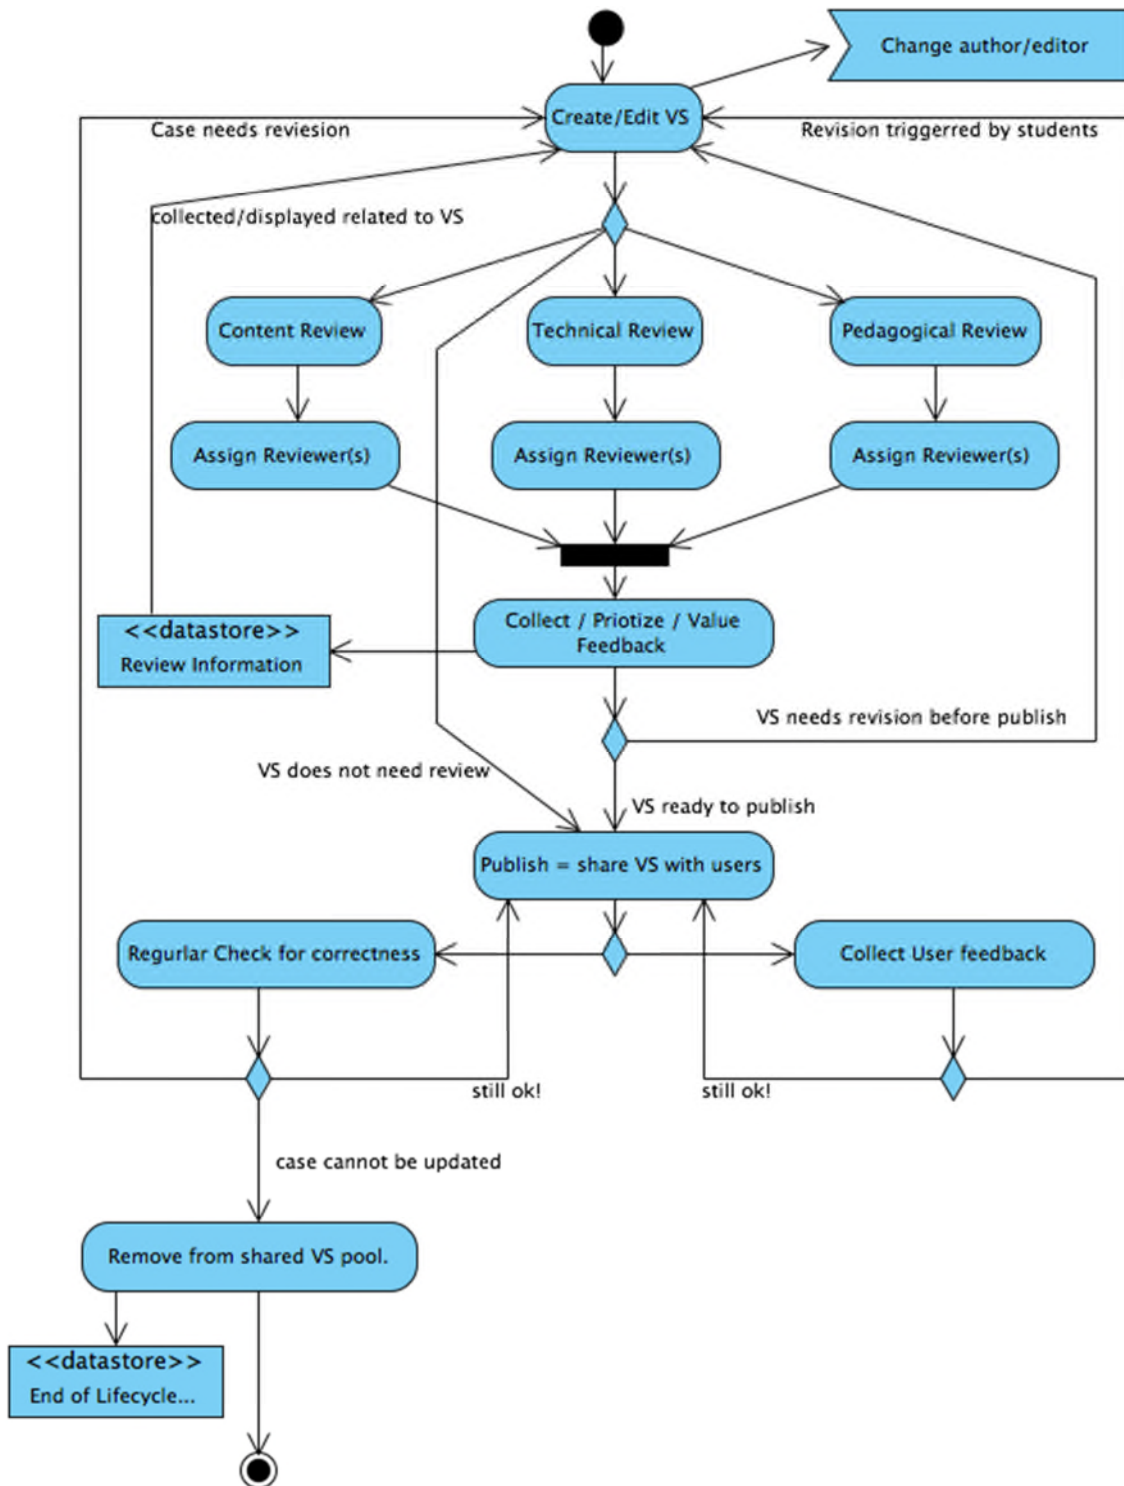 Change author/editor
Create/Edit VS
Case needs reviesion
Revision triggerred by students
collected/displayed related to VS
Content Review
Technical Review
Pedagogical Review
Assign Reviewer(s)
Assign Reviewer(s)
Assign Reviewer(s)
Collect / Priotize / Value
Feedback
<<datastore>>
Review Information
VS needs revision before publish
VS does not need review
VS ready to publish
Publish = share VS with users
Regurlar Check for correctness
Collect User feedback
still ok!
still ok!
case cannot be updated
Remove from shared VS pool.
<<datastore>>
End of Lifecycle...